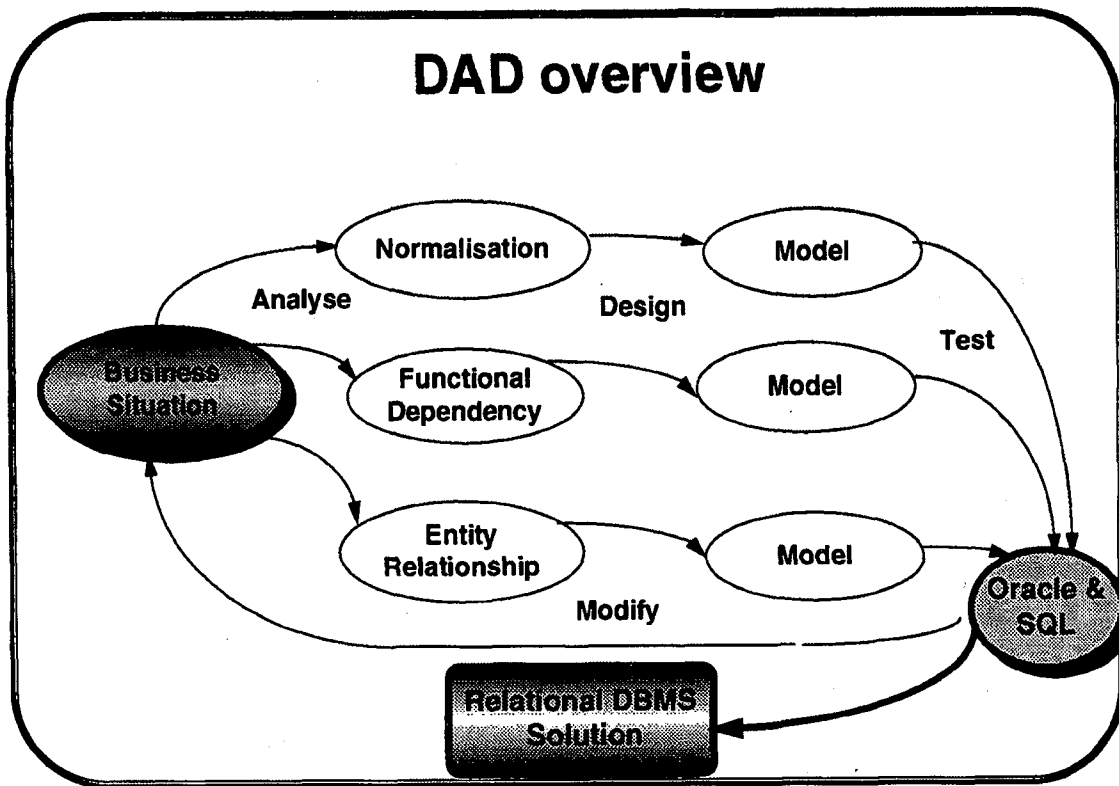 DAD overview
Normalisation
Model
Analyse
Design
Test
Business
Situation
Functional
Dependency
Model
Entity
Relationship
Model
Modify
Oracle &
SQL
Relational DBMS
Solution